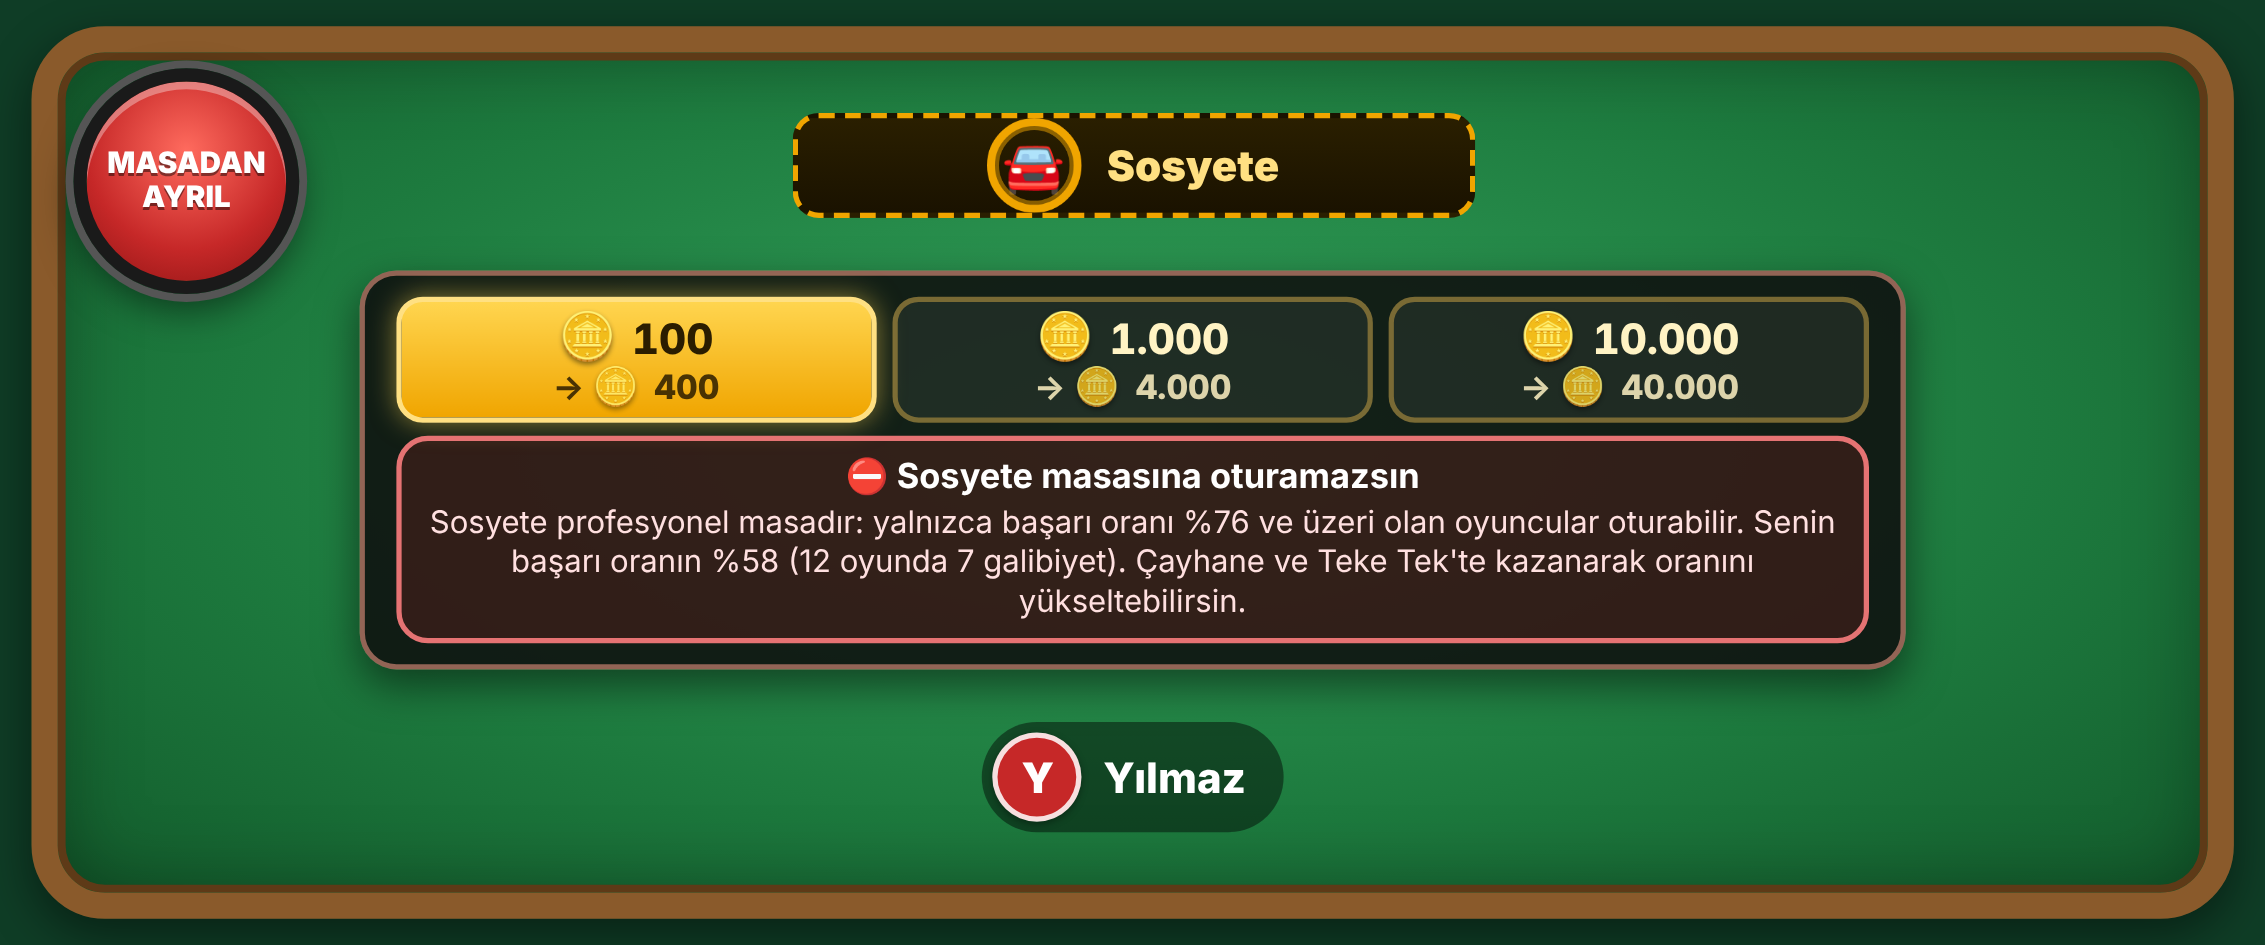 MASADAN
AYRIL
Sosyete
100
→ 400
1.000
→ 4.000
10.000
→ 40.000
Sosyete masasına oturamazsın
Sosyete profesyonel masadır: yalnızca başarı oranı %76 ve üzeri olan oyuncular oturabilir. Senin
başarı oranın %58 (12 oyunda 7 galibiyet). Çayhane ve Teke Tek'te kazanarak oranını
yükseltebilirsin.
Y Yılmaz